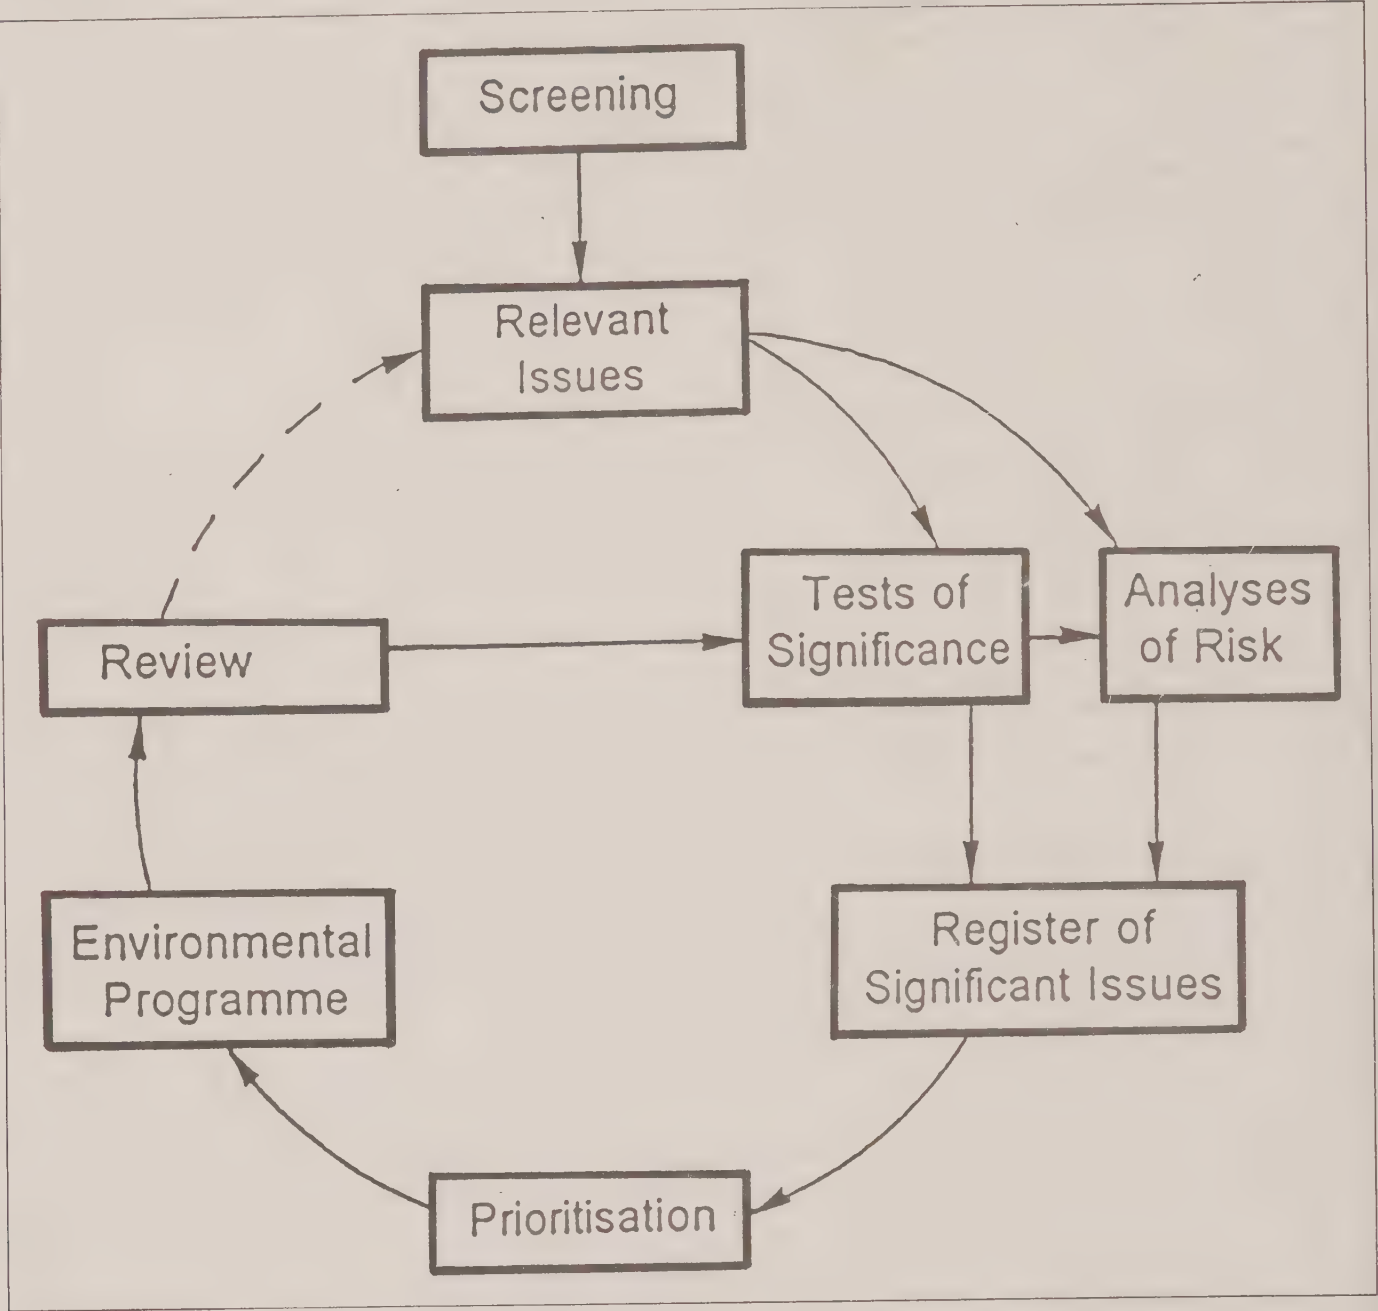 Screening
Relevant
Issues
Tests of
Significance
Analyses
of Risk
Review
Register of
Significant Issues
Environmental
Programme
Prioritisation